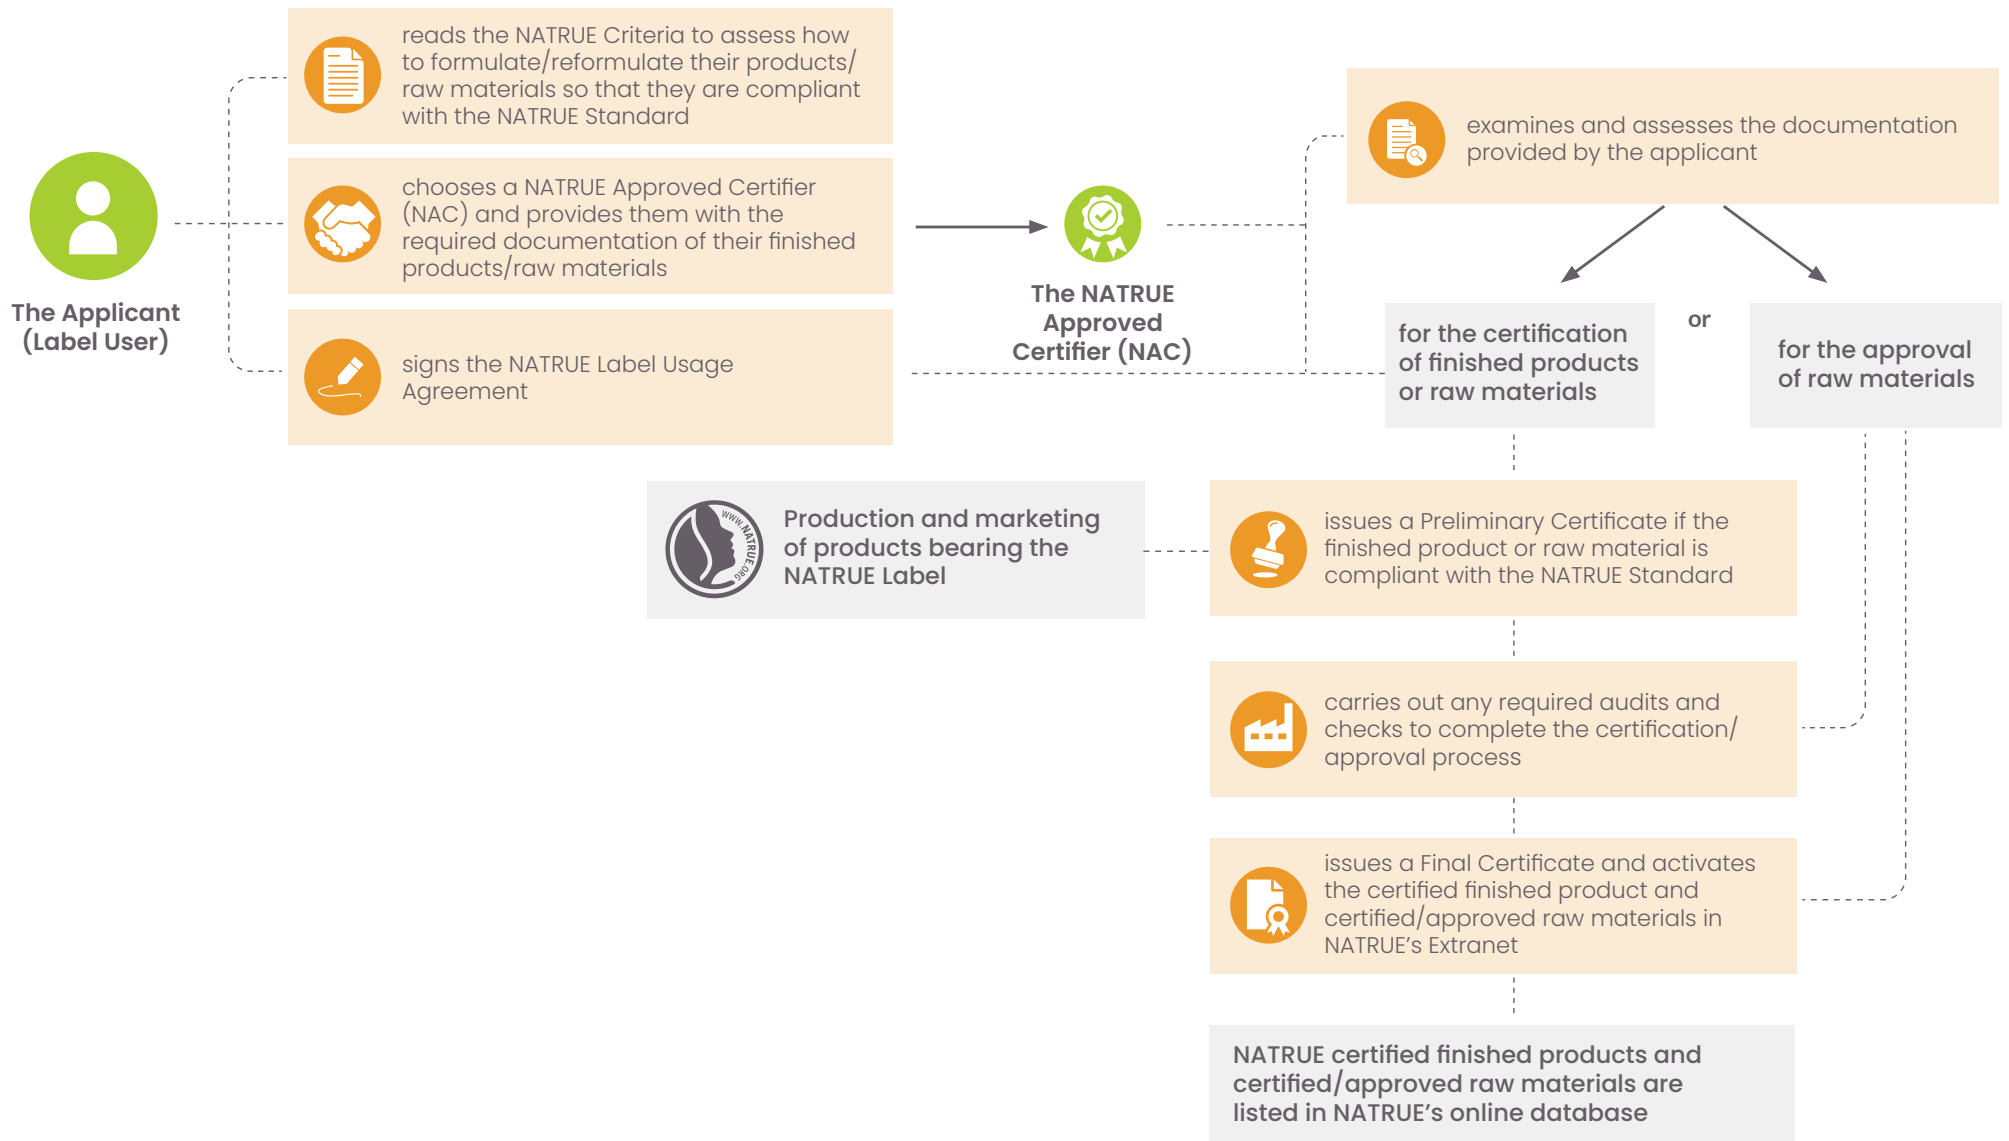 reads the NATRUE Criteria to assess how
to formulate/reformulate their products/
raw materials so that they are compliant
with the NATRUE Standard
The Applicant
(Label User)
chooses a NATRUE Approved Certifier
(NAC) and provides them with the
required documentation of their finished
products/raw materials
signs the NATRUE Label Usage
Agreement
The NATRUE
Approved
Certifier (NAC)
examines and assesses the documentation
provided by the applicant
for the certification
of finished products
or raw materials
or
for the approval
of raw materials
WWW.NATRUE.ORG
Production and marketing
of products bearing the
NATRUE Label
issues a Preliminary Certificate if the
finished product or raw material is
compliant with the NATRUE Standard
carries out any required audits and
checks to complete the certification/
approval process
issues a Final Certificate and activates
the certified finished product and
certified/approved raw materials in
NATRUE’s Extranet
NATRUE certified finished products and
certified/approved raw materials are
listed in NATRUE’s online database